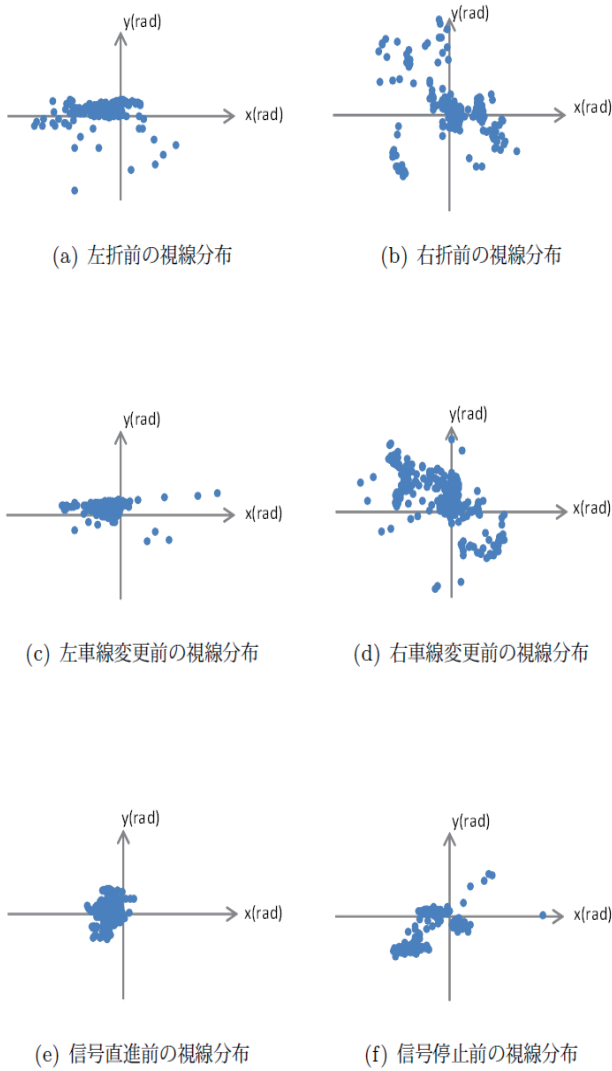 y(rad)
x(rad)
(a) 左折前の視線分布
y(rad)
x(rad)
(b) 右折前の視線分布
y(rad)
x(rad)
(c) 左車線変更前の視線分布
y(rad)
x(rad)
(d) 右車線変更前の視線分布
y(rad)
x(rad)
(e) 信号直進前の視線分布
y(rad)
x(rad)
(f) 信号停止前の視線分布